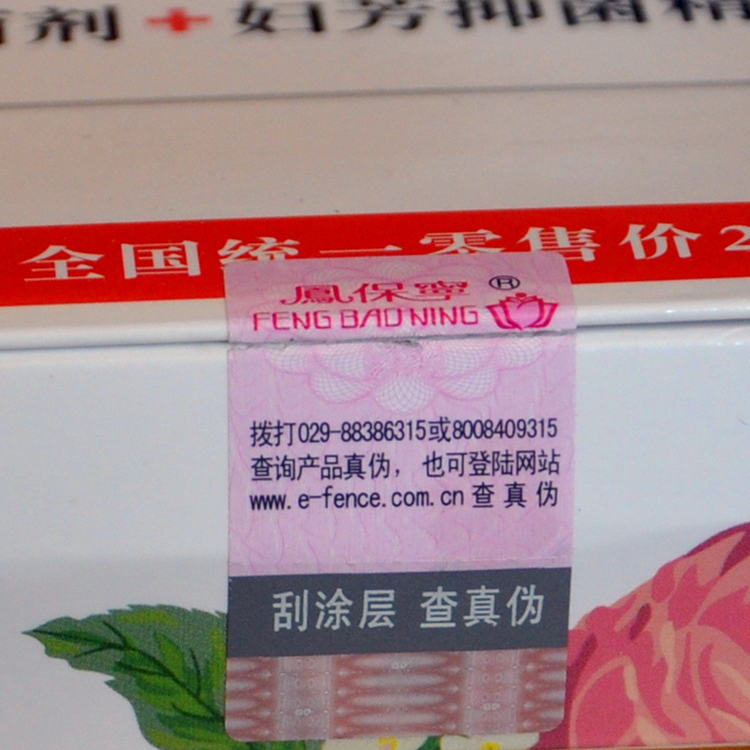 剂+妇芳抑菌精
全国统一零售价2
鳳保寧®
FENG BAO NING
拨打029-88386315或8008409315
查询产品真伪，也可登陆网站
www.e-fence.com.cn查真伪
刮涂层 查真伪